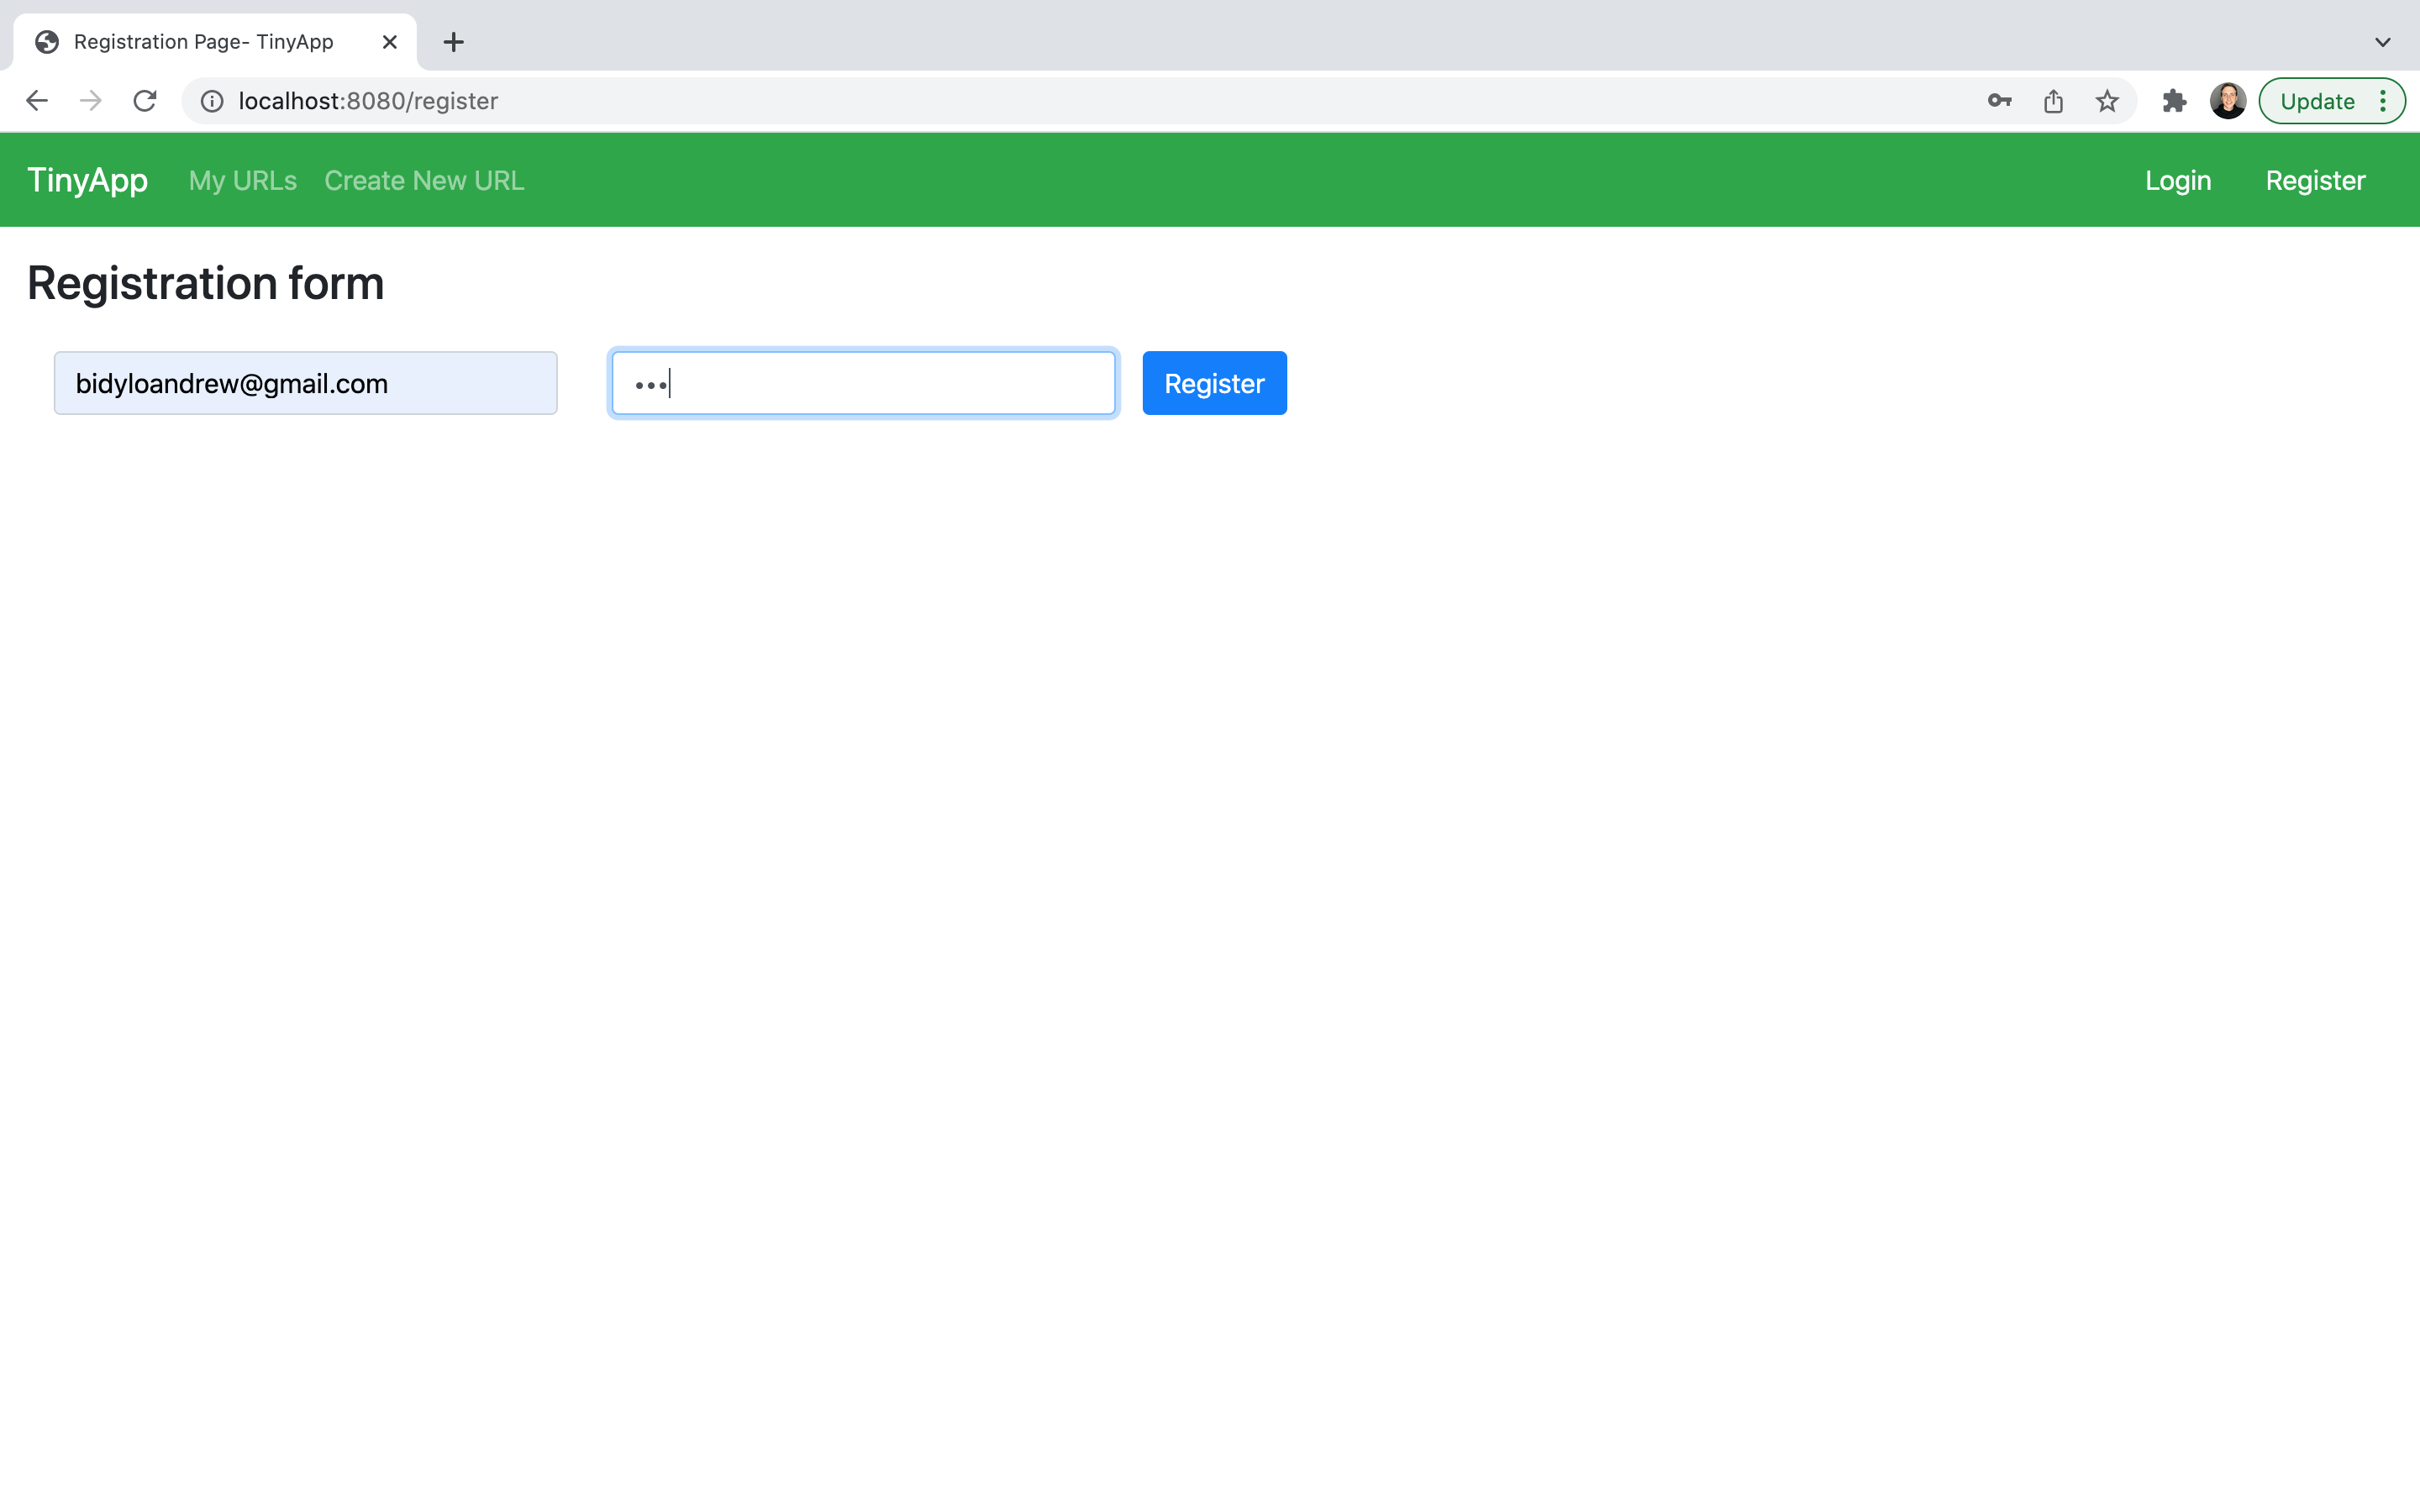 Registration Page- TinyApp
localhost:8080/register
Update
TinyApp My URLs Create New URL Login Register
Registration form
bidyloandrew@gmail.com ••• Register